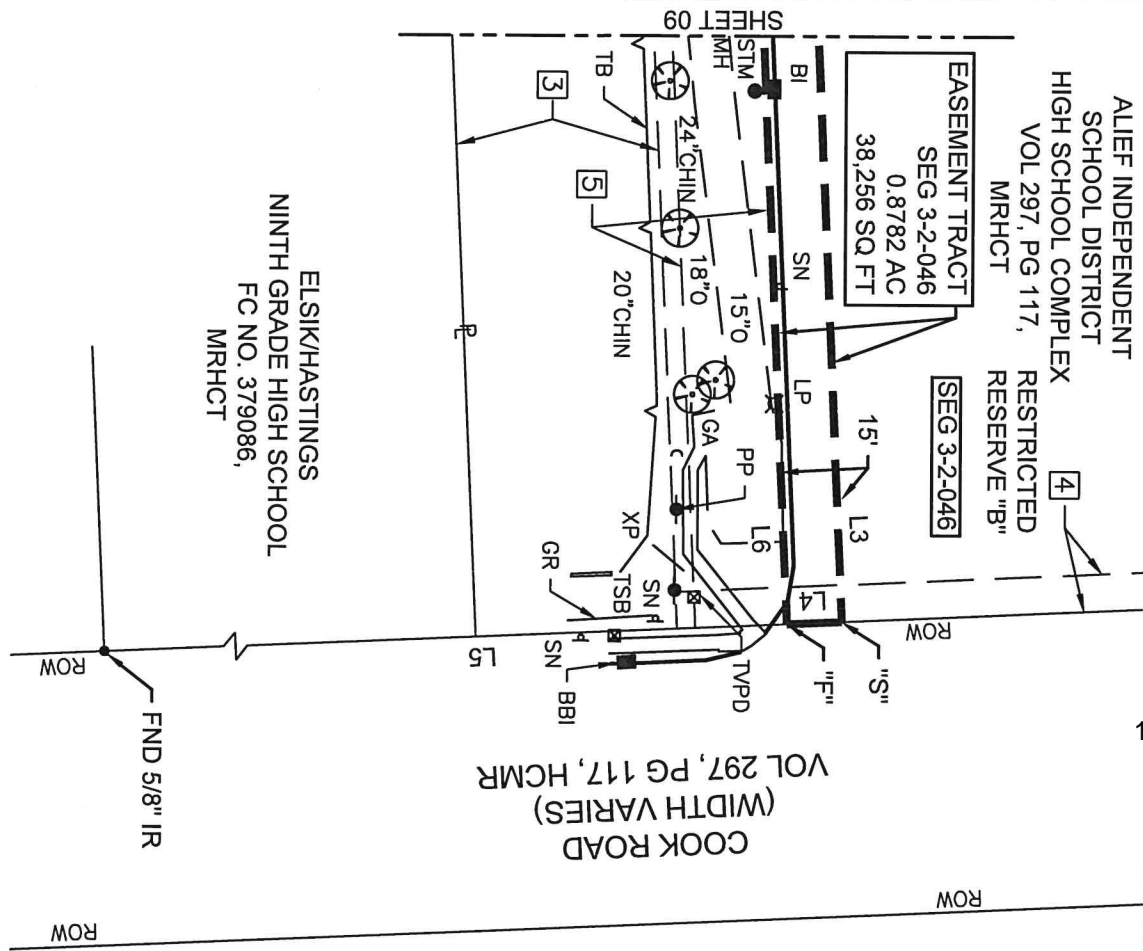 SHEET 09
ALIEF INDEPENDENT
SCHOOL DISTRICT
HIGH SCHOOL COMPLEX
VOL 297, PG 117,
MRHCT
RESTRICTED
RESERVE "B"
SEG 3-2-046
4
EASEMENT TRACT
SEG 3-2-046
0.8782 AC
38,256 SQ FT
BI
STM
MH
TB
3
24"CHIN
5
18"O
15"O
20"CHIN
SN
LP
15'
L3
L4
L6
GA
PP
XP
GR
TSB
SN
SN
BBI
TVPD
L5
"F"
"S"
PL
ELSIK/HASTINGS
NINTH GRADE HIGH SCHOOL
FC NO. 379086,
MRHCT
ROW
ROW
FND 5/8" IR
COOK ROAD
(WIDTH VARIES)
VOL 297, PG 117, HCMR
ROW
ROW
1